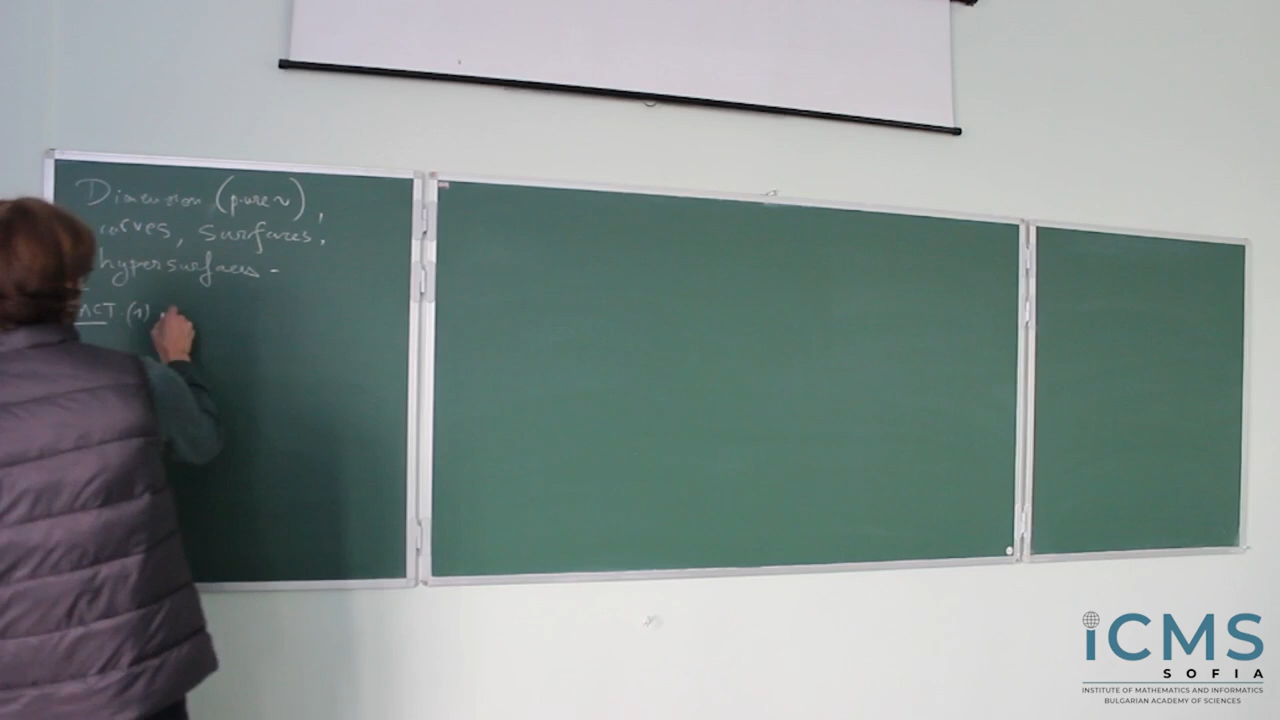 Dimension (pure ~),
curves, surfaces,
hypersurfaces -
FACT. (1)
iCMS
SOFIA
INSTITUTE OF MATHEMATICS AND INFORMATICS
BULGARIAN ACADEMY OF SCIENCES